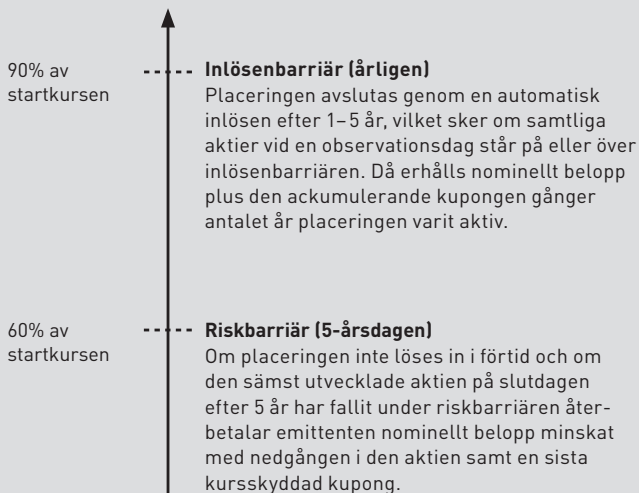 90% av
startkursen
Inlösenbarriär (årligen)
Placeringen avslutas genom en automatisk
inlösen efter 1–5 år, vilket sker om samtliga
aktier vid en observationsdag står på eller över
inlösenbarriären. Då erhålls nominellt belopp
plus den ackumulerande kupongen gånger
antalet år placeringen varit aktiv.
60% av
startkursen
Riskbarriär (5-årsdagen)
Om placeringen inte löses in i förtid och om
den sämst utvecklade aktien på slutdagen
efter 5 år har fallit under riskbarriären åter-
betalar emittenten nominellt belopp minskat
med nedgången i den aktien samt en sista
kursskyddad kupong.